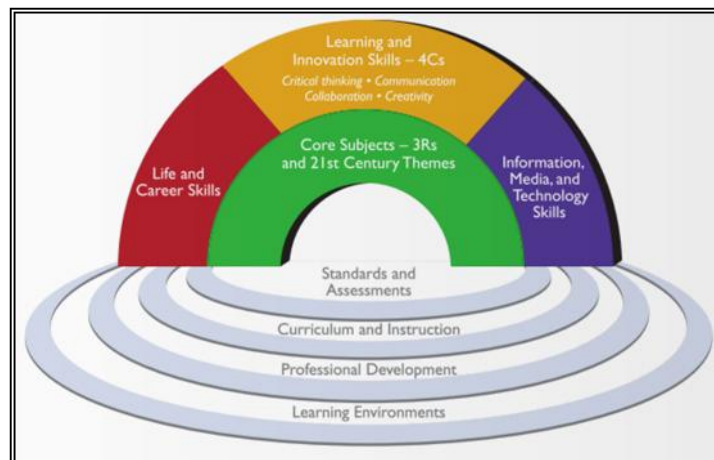 Learning and
Innovation Skills – 4Cs
Critical thinking • Communication
Collaboration • Creativity
Core Subjects – 3Rs
and 21st Century Themes
Life and
Career Skills
Information,
Media, and
Technology
Skills
Standards and
Assessments
Curriculum and Instruction
Professional Development
Learning Environments